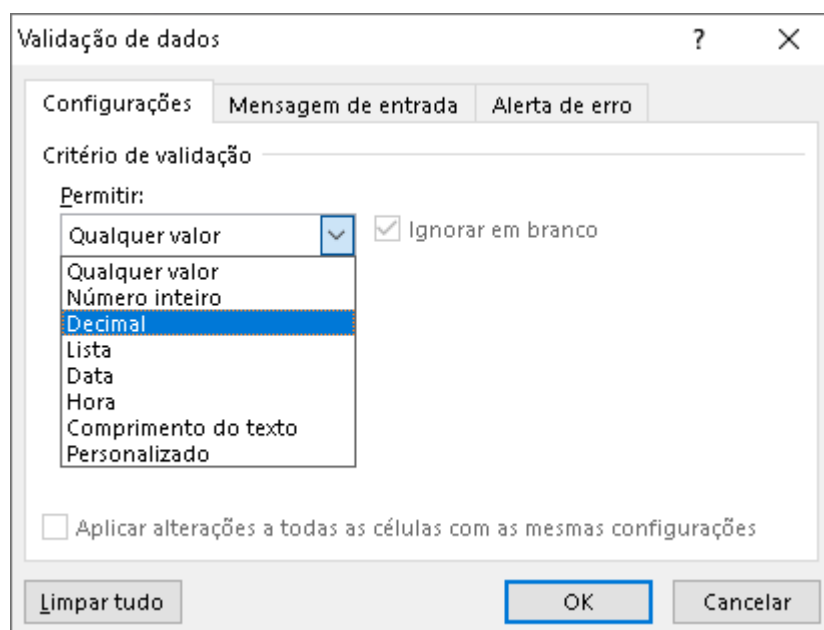 Validação de dados ?
Configurações Mensagem de entrada Alerta de erro
Critério de validação
Permitir:
Qualquer valor Ignorar em branco
Qualquer valor
Número inteiro
Decimal
Lista
Data
Hora
Comprimento do texto
Personalizado
Aplicar alterações a todas as células com as mesmas configurações
Limpar tudo OK Cancelar